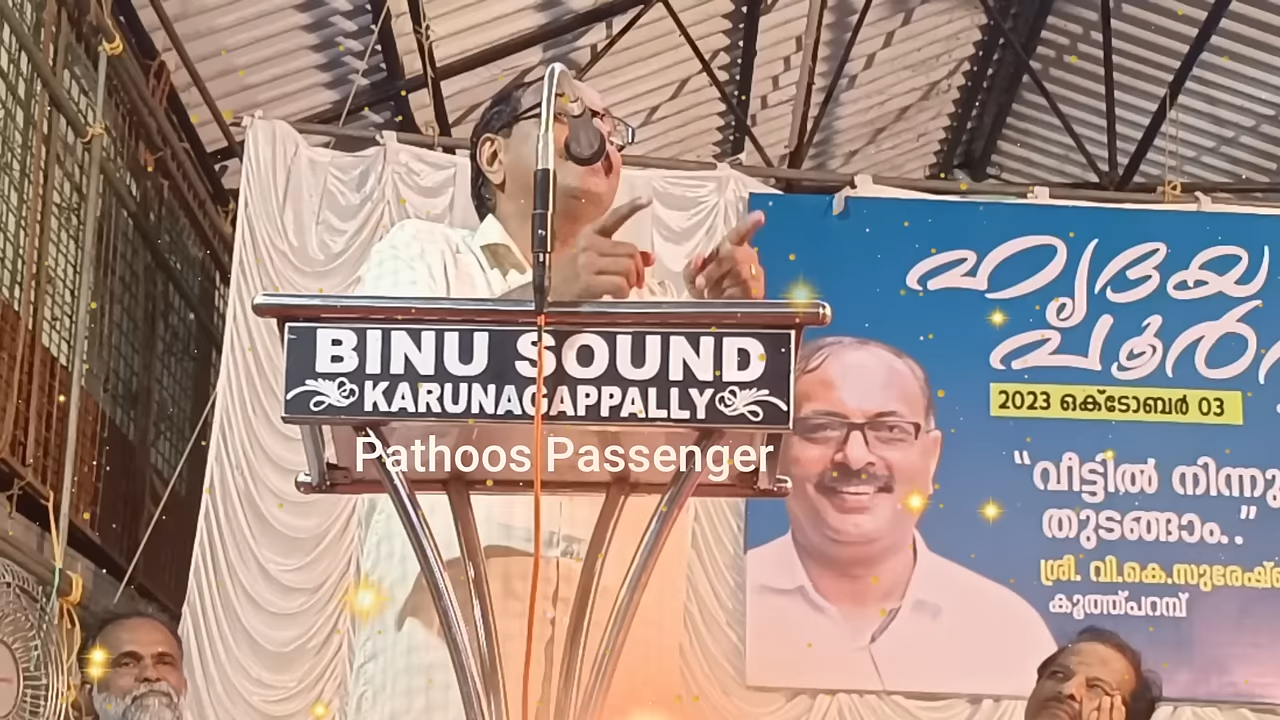 BINU SOUND
KARUNAGAPPALLY
Pathoos Passenger
ഹൃദയ
2023 ഒക്ടോബർ 03
“വീട്ടിൽ
തുടങ്ങാം..”
ശ്രീ. വി.കെ.സുരേഷ്
കൂത്ത്പറമ്പ്